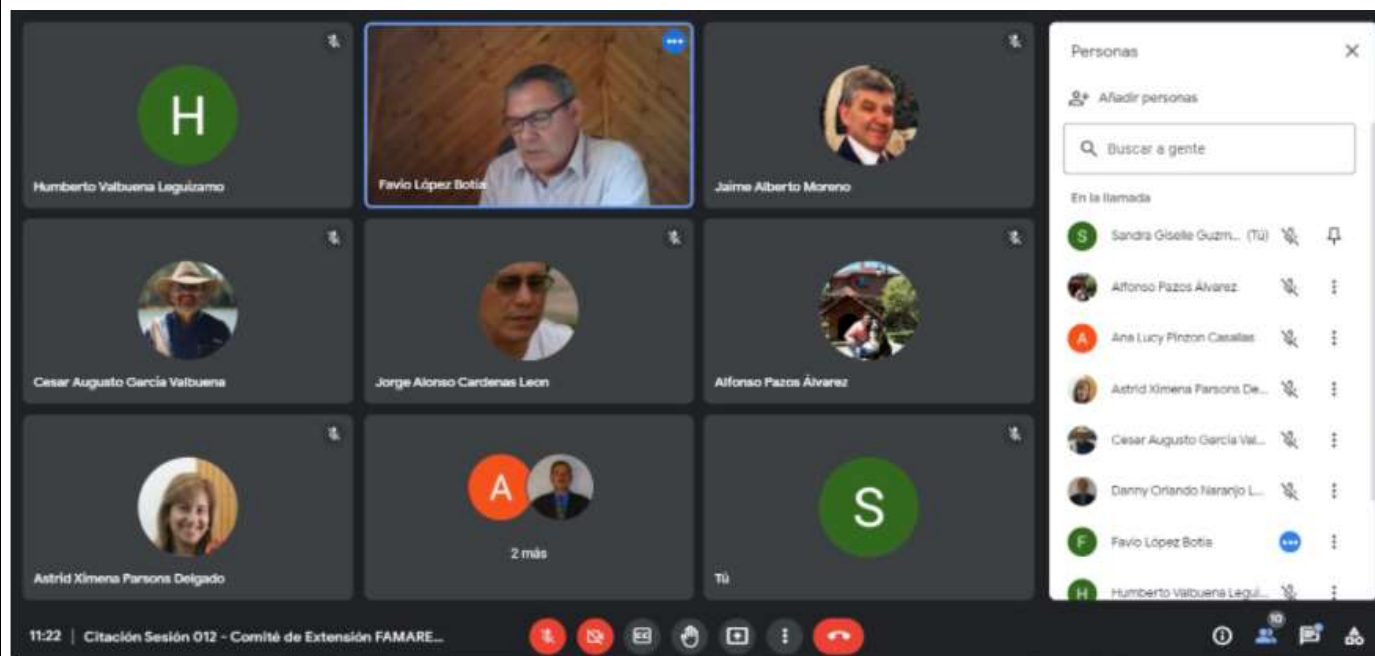 H
Humberto Valbuena Leguizamo
Favio López Botia
Jaime Alberto Moreno
Cesar Augusto García Valbuena
Jorge Alonso Cardenas Leon
Alfonso Pazos Álvarez
Astrid Ximena Parsons Delgado
A
2 más
S
Tú
Personas
Añadir personas
Buscar a gente
En la llamada
S Sandra Giselle Guzm... (Tú)
Alfonso Pazos Álvarez
A Ana Lucy Pinzon Casallas
Astrid Ximena Parsons De...
Cesar Augusto García Val...
Danny Orlando Naranjo L...
F Favio López Botia
H Humberto Valbuena Legui...
11:22 | Citación Sesión 012 - Comité de Extensión FAMARE...
CC
10